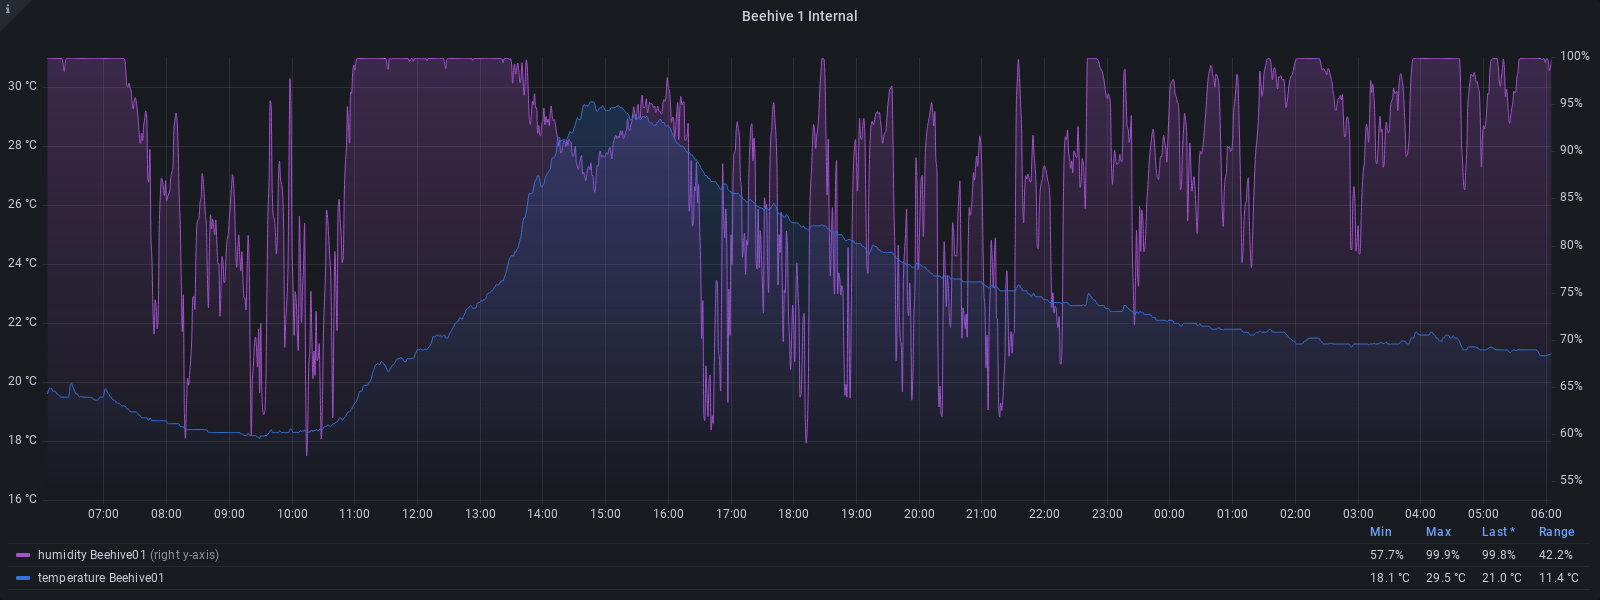 i
Beehive 1 Internal
30 °C
28 °C
26 °C
24 °C
22 °C
20 °C
18 °C
16 °C
100%
95%
90%
85%
80%
75%
70%
65%
60%
55%
07:00 08:00 09:00 10:00 11:00 12:00 13:00 14:00 15:00 16:00 17:00 18:00 19:00 20:00 21:00 22:00 23:00 00:00 01:00 02:00 03:00 04:00 05:00 06:00
Min Max Last * Range
humidity Beehive01 (right y-axis) 57.7% 99.9% 99.8% 42.2%
temperature Beehive01 18.1 °C 29.5 °C 21.0 °C 11.4 °C